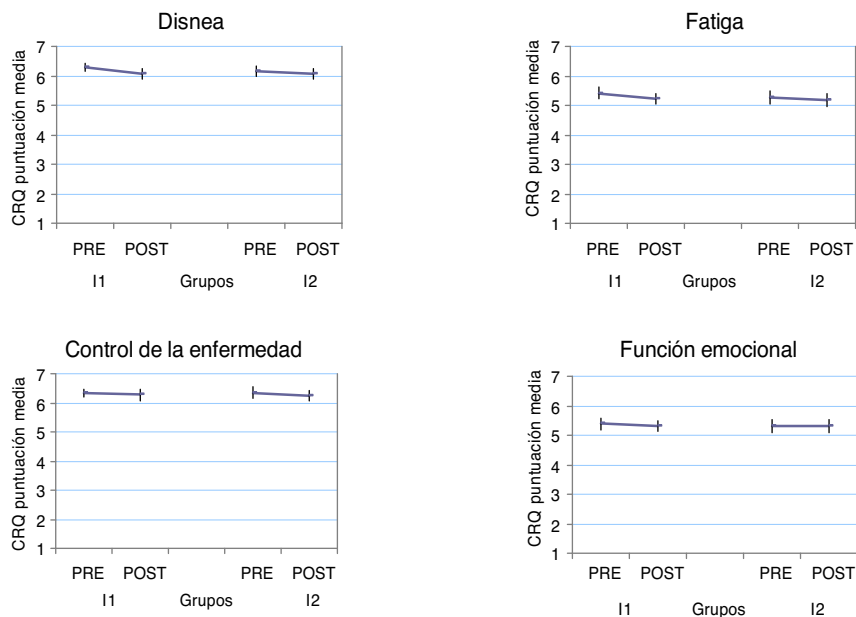 Disnea
7
6
5
4
3
2
1
CRQ puntuación media
PRE POST PRE POST
I1 Grupos I2
Fatiga
7
6
5
4
3
2
1
CRQ puntuación media
PRE POST PRE POST
I1 Grupos I2
Control de la enfermedad
7
6
5
4
3
2
1
CRQ puntuación media
PRE POST PRE POST
I1 Grupos I2
Función emocional
7
6
5
4
3
2
1
CRQ puntuación media
PRE POST PRE POST
I1 Grupos I2